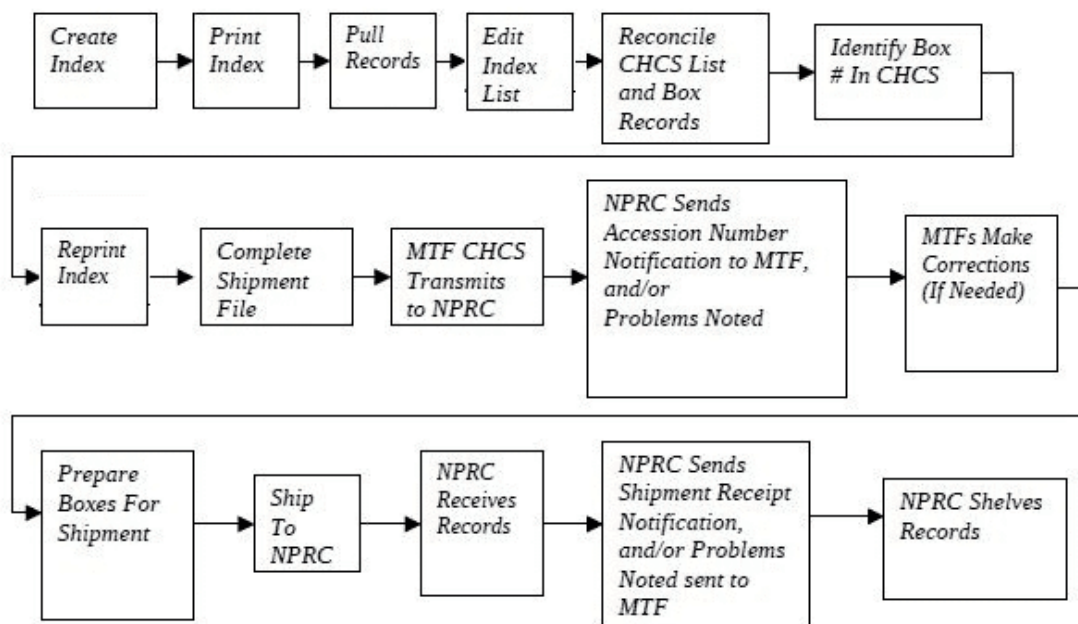 Create
Index
Print
Index
Pull
Records
Edit
Index
List
Reconcile
CHCS List
and Box
Records
Identify Box
# In CHCS
Reprint
Index
Complete
Shipment
File
MTF CHCS
Transmits
to NPRC
NPRC Sends
Accession Number
Notification to MTF,
and/or
Problems Noted
MTFs Make
Corrections
(If Needed)
Prepare
Boxes For
Shipment
Ship
To
NPRC
NPRC
Receives
Records
NPRC Sends
Shipment Receipt
Notification,
and/or Problems
Noted sent to
MTF
NPRC Shelves
Records